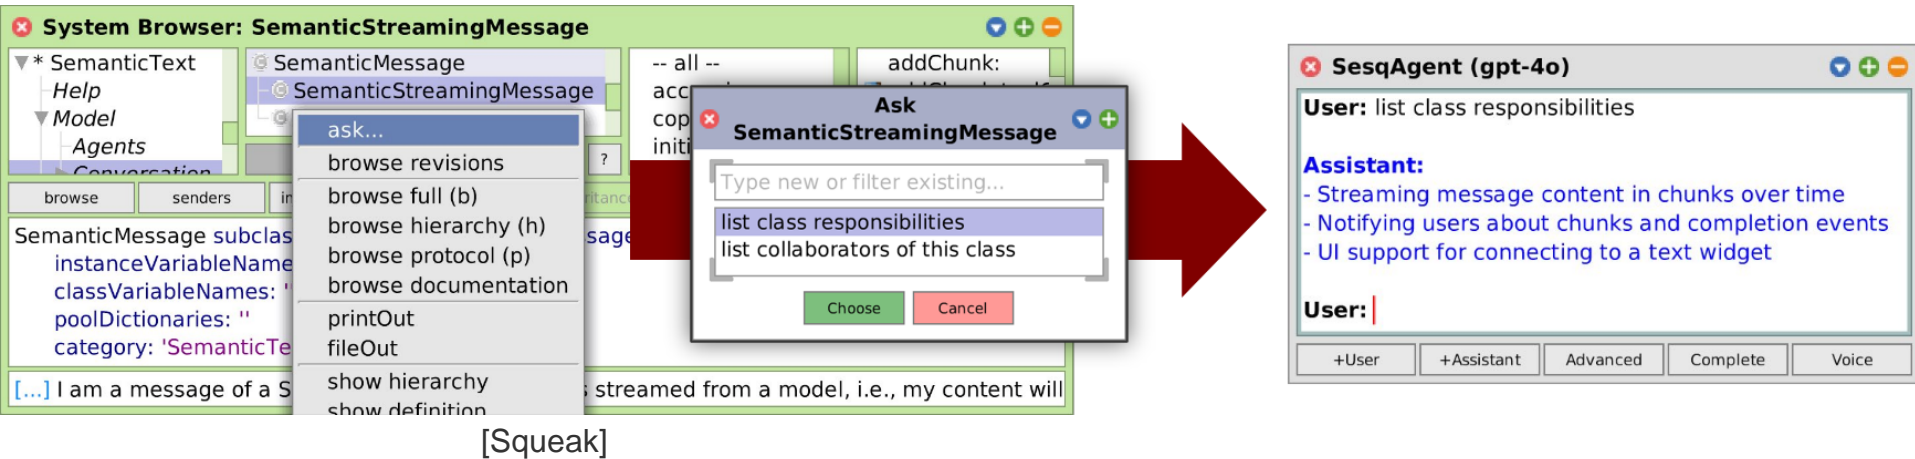 System Browser: SemanticStreamingMessage
* SemanticText
Help
Model
Agents
Conversation
SemanticMessage
SemanticStreamingMessage
-- all --
addChunk:
?
browse
senders
SemanticMessage subclas
instanceVariableName
classVariableNames: '
poolDictionaries: ''
category: 'SemanticTe
[...] I am a message of a S
streamed from a model, i.e., my content will
ask...
browse revisions
browse full (b)
browse hierarchy (h)
browse protocol (p)
browse documentation
printOut
fileOut
show hierarchy
show definition
Ask
SemanticStreamingMessage
Type new or filter existing...
list class responsibilities
list collaborators of this class
Choose
Cancel
[Squeak]
SesqAgent (gpt-4o)
User: list class responsibilities
Assistant:
- Streaming message content in chunks over time
- Notifying users about chunks and completion events
- UI support for connecting to a text widget
User:
+User
+Assistant
Advanced
Complete
Voice